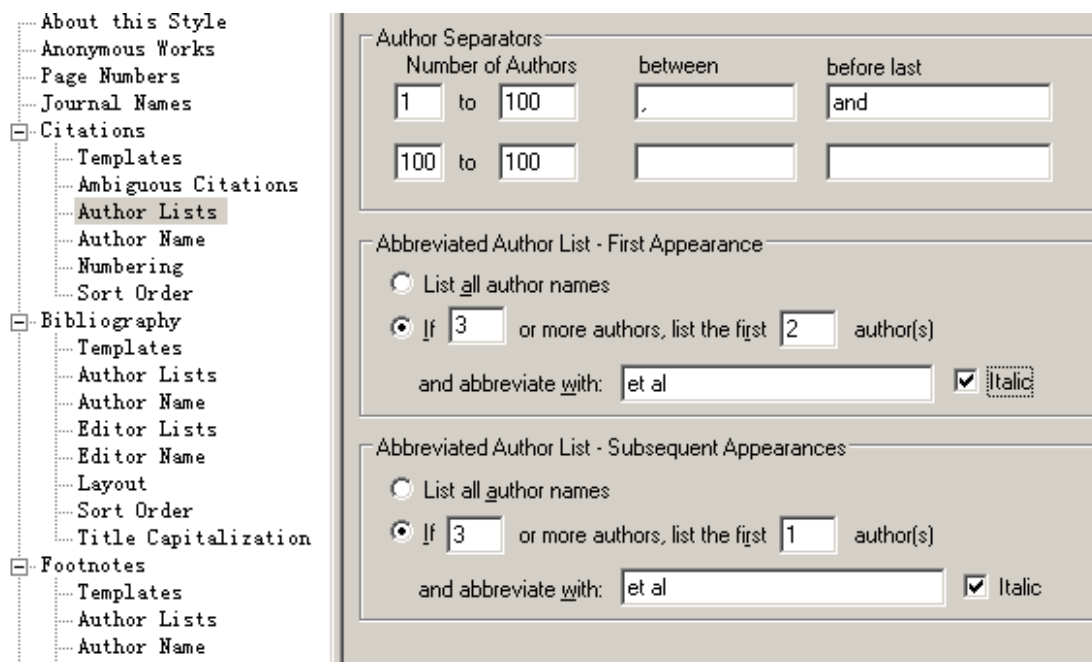 About this Style
Anonymous Works
Page Numbers
Journal Names
Citations
Templates
Ambiguous Citations
Author Lists
Author Name
Numbering
Sort Order
Bibliography
Templates
Author Lists
Author Name
Editor Lists
Editor Name
Layout
Sort Order
Title Capitalization
Footnotes
Templates
Author Lists
Author Name
Author Separators
Number of Authors between before last
1 to 100 , and
100 to 100
Abbreviated Author List - First Appearance
List all author names
If 3 or more authors, list the first 2 author(s)
and abbreviate with: et al Italic
Abbreviated Author List - Subsequent Appearances
List all author names
If 3 or more authors, list the first 1 author(s)
and abbreviate with: et al Italic